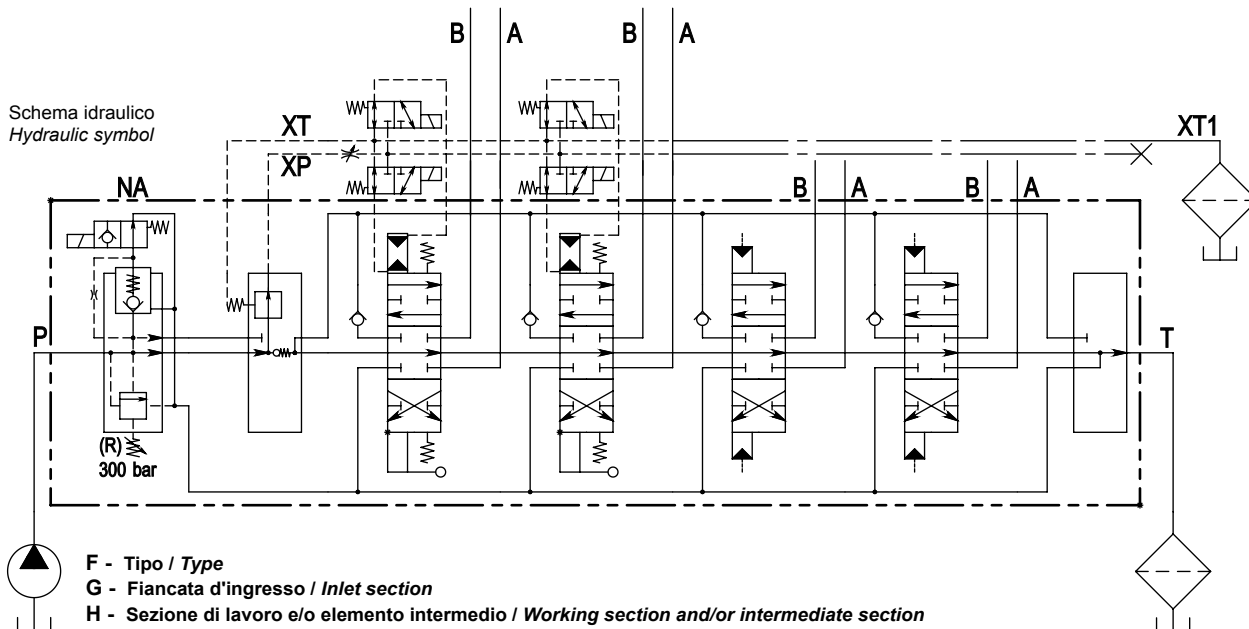 B A B A
Schema idraulico
Hydraulic symbol
XT
XT1
XP
NA
B A B A
P
T
(R)
300 bar
F - Tipo / Type
G - Fiancata d'ingresso / Inlet section
H - Sezione di lavoro e/o elemento intermedio / Working section and/or intermediate section